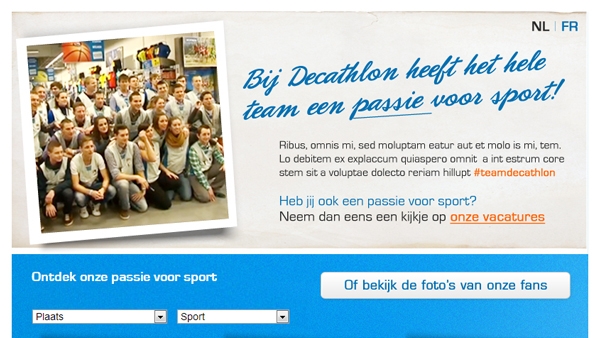 NL | FR
Bij Decathlon heeft het hele
team een passie voor sport!
Ribus, omnis mi, sed moluptam eatur aut et molo is mi, tem.
Lo debitem ex explaccum quiaspero omnit a int estrum core
stem sit a voluptae dolecto reriam hillupt #teamdecathlon
Heb jij ook een passie voor sport?
Neem dan eens een kijkje op onze vacatures
Ontdek onze passie voor sport
Of bekijk de foto's van onze fans
Plaats
Sport